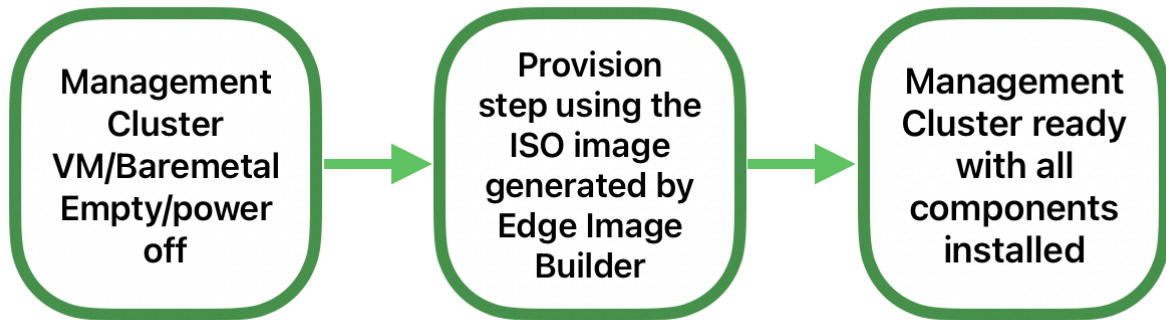 Management
Cluster
VM/Baremetal
Empty/power
off
Provision
step using the
ISO image
generated by
Edge Image
Builder
Management
Cluster ready
with all
components
installed